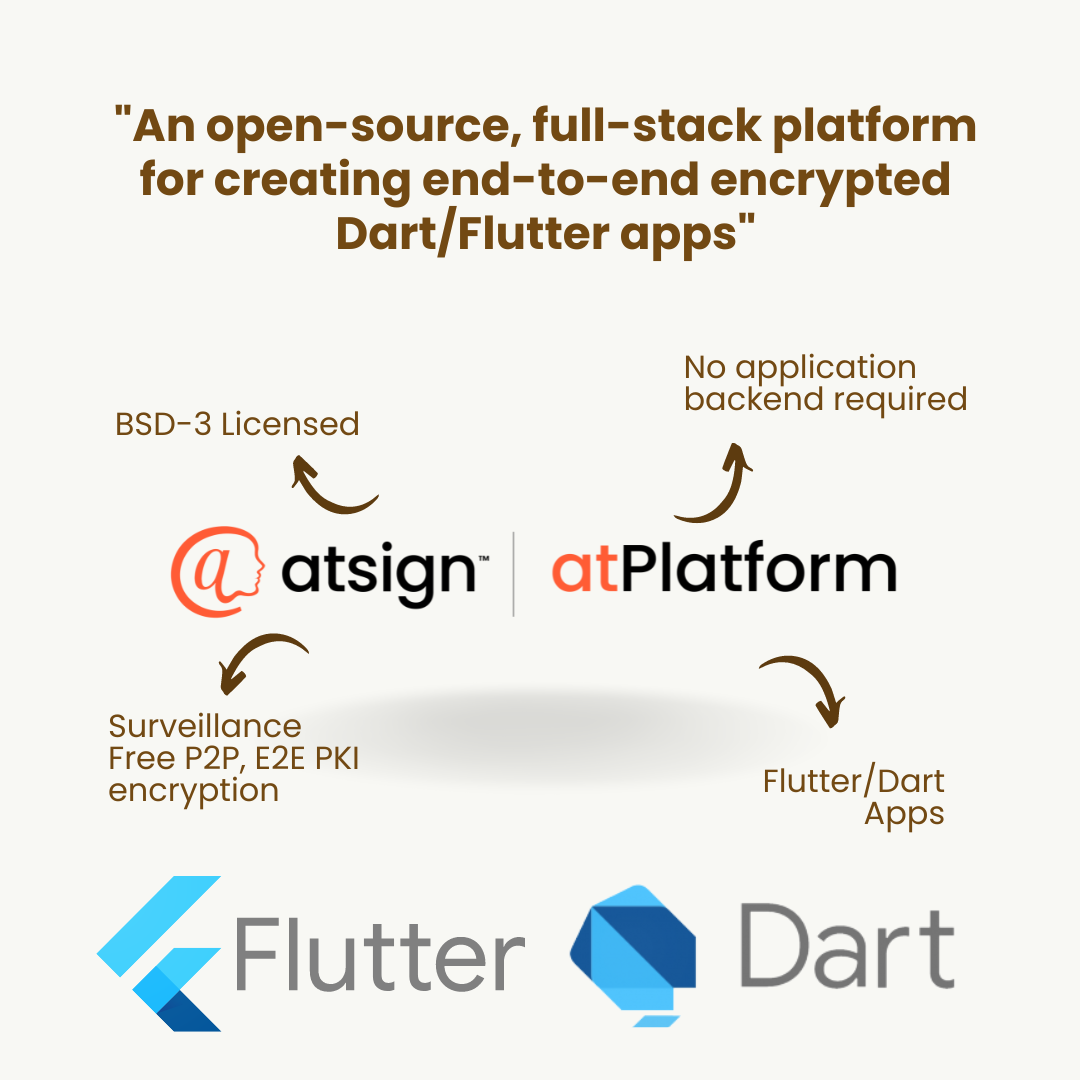 "An open-source, full-stack platform
for creating end-to-end encrypted
Dart/Flutter apps"
No application
backend required
BSD-3 Licensed
@ atsign™ | atPlatform
Surveillance
Free P2P, E2E PKI
encryption
Flutter/Dart
Apps
Flutter
Dart